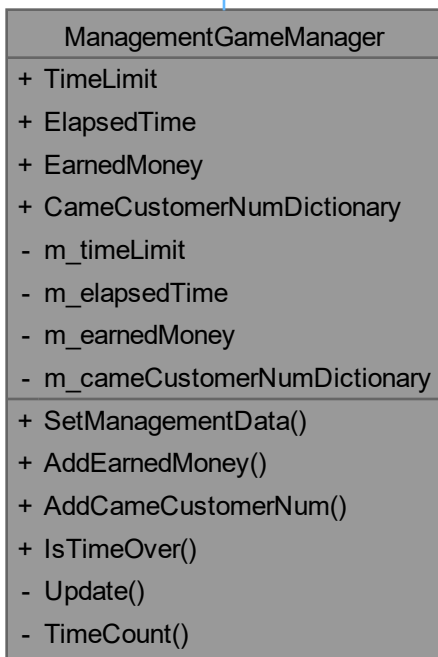 ManagementGameManager
+ TimeLimit
+ ElapsedTime
+ EarnedMoney
+ CameCustomerNumDictionary
- m_timeLimit
- m_elapsedTime
- m_earnedMoney
- m_cameCustomerNumDictionary
+ SetManagementData()
+ AddEarnedMoney()
+ AddCameCustomerNum()
+ IsTimeOver()
- Update()
- TimeCount()